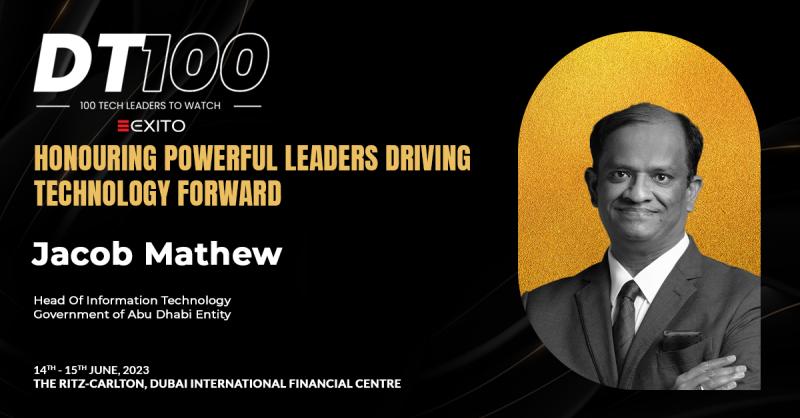 DT100
100 TECH LEADERS TO WATCH
EXITO
HONOURING POWERFUL LEADERS DRIVING
TECHNOLOGY FORWARD
Jacob Mathew
Head Of Information Technology
Government of Abu Dhabi Entity
14TH - 15TH JUNE, 2023
THE RITZ-CARLTON, DUBAI INTERNATIONAL FINANCIAL CENTRE